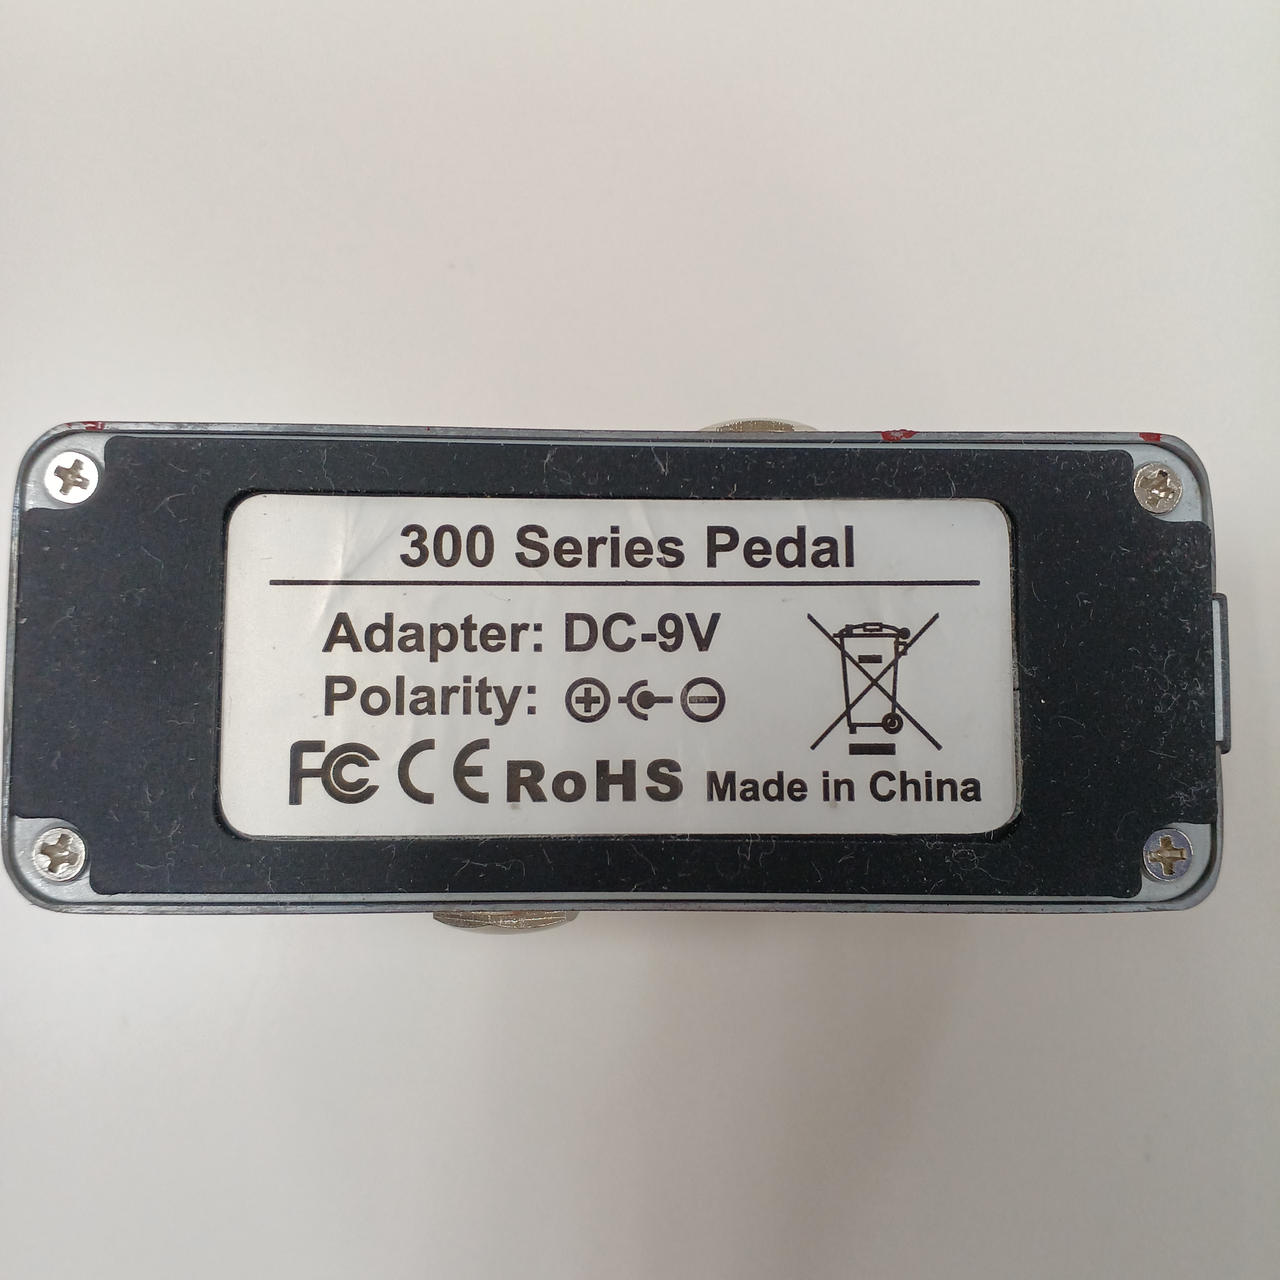 300 Series Pedal
Adapter: DC-9V
Polarity:
FC CE RoHS Made in China